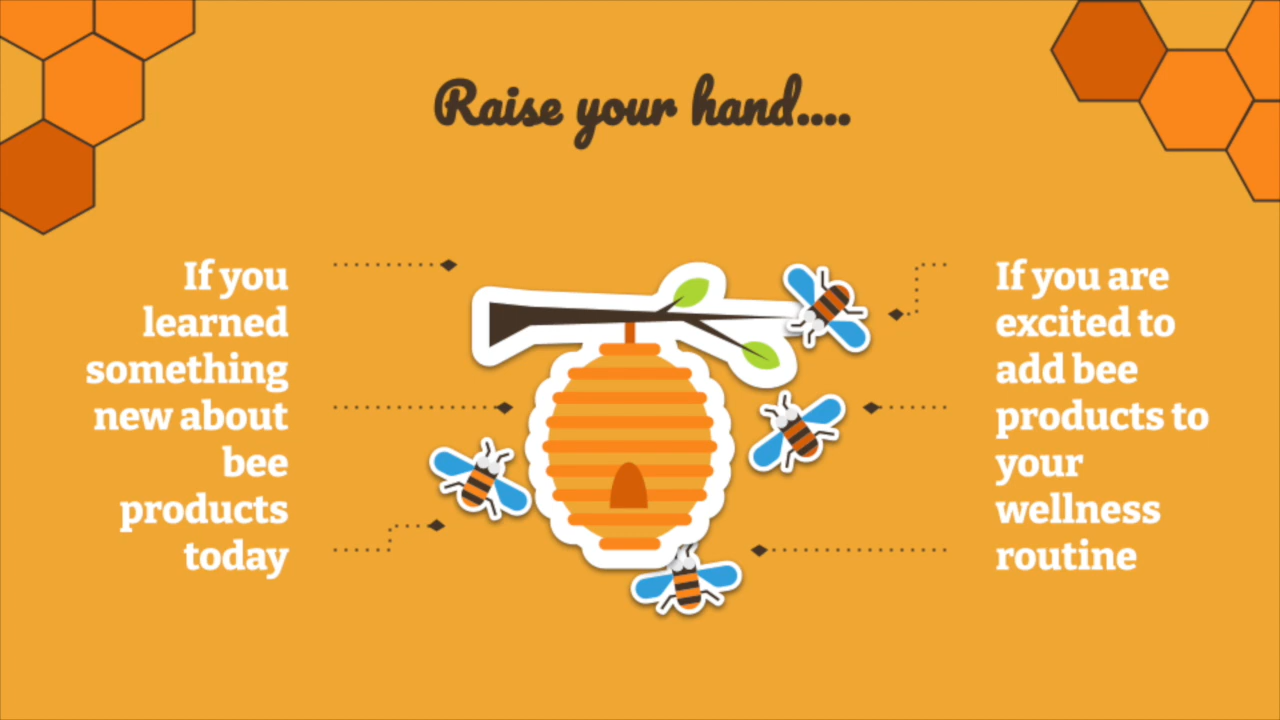 Raise your hand....
If you
learned
something
new about
bee
products
today
If you are
excited to
add bee
products to
your
wellness
routine